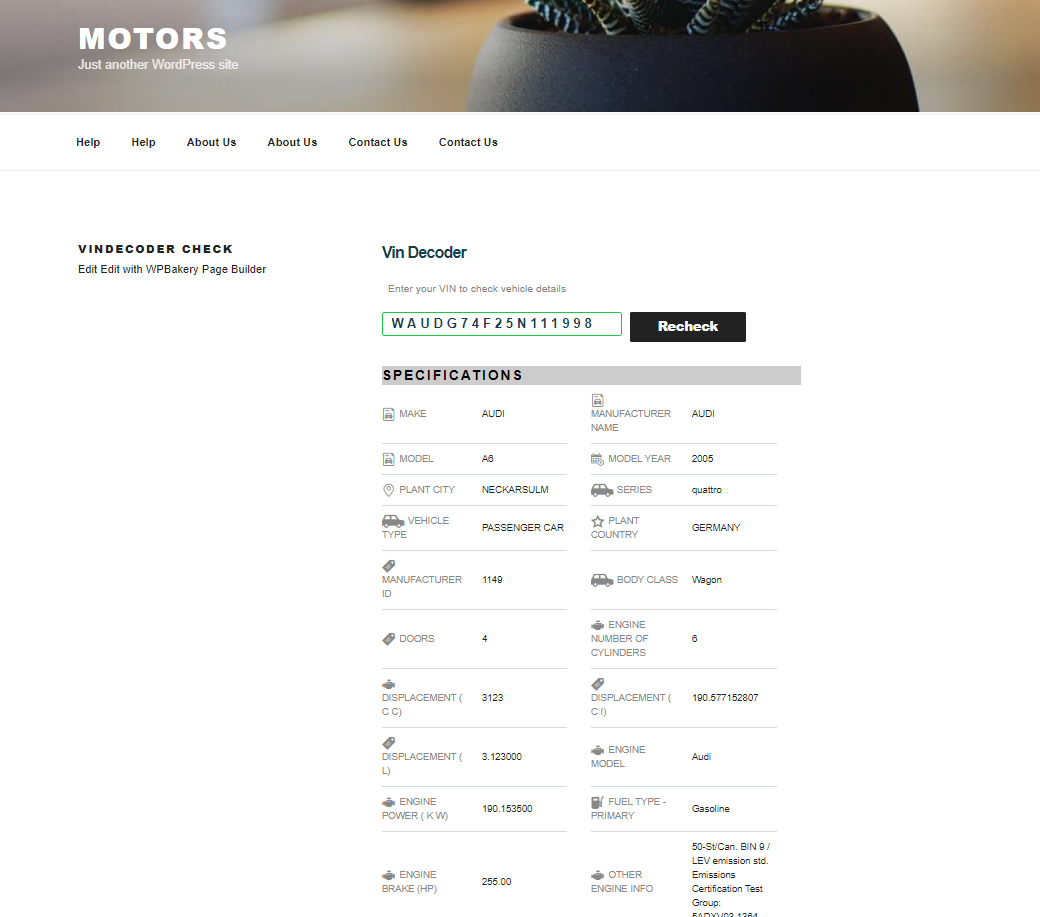 MOTORS
Just another WordPress site
Help Help About Us About Us Contact Us Contact Us
VINDECODER CHECK
Edit Edit with WPBakery Page Builder
Vin Decoder
Enter your VIN to check vehicle details
WAUDG74F25N111998 Recheck
SPECIFICATIONS
MAKE AUDI
MANUFACTURER
NAME
AUDI
MODEL A6
MODEL YEAR 2005
PLANT CITY NECKARSULM
SERIES quattro
VEHICLE
TYPE
PASSENGER CAR
PLANT
COUNTRY
GERMANY
MANUFACTURER
ID
1149
BODY CLASS Wagon
DOORS 4
ENGINE
NUMBER OF
CYLINDERS
6
DISPLACEMENT (
C C)
3123
DISPLACEMENT (
C I)
190.577152807
DISPLACEMENT (
L)
3.123000
ENGINE
MODEL
Audi
ENGINE
POWER ( K W)
190.153500
FUEL TYPE -
PRIMARY
Gasoline
ENGINE
BRAKE (HP)
255.00
OTHER
ENGINE INFO
50-St/Can. BIN 9 /
LEV emission std.
Emissions
Certification Test
Group:
5ADXV03.1364